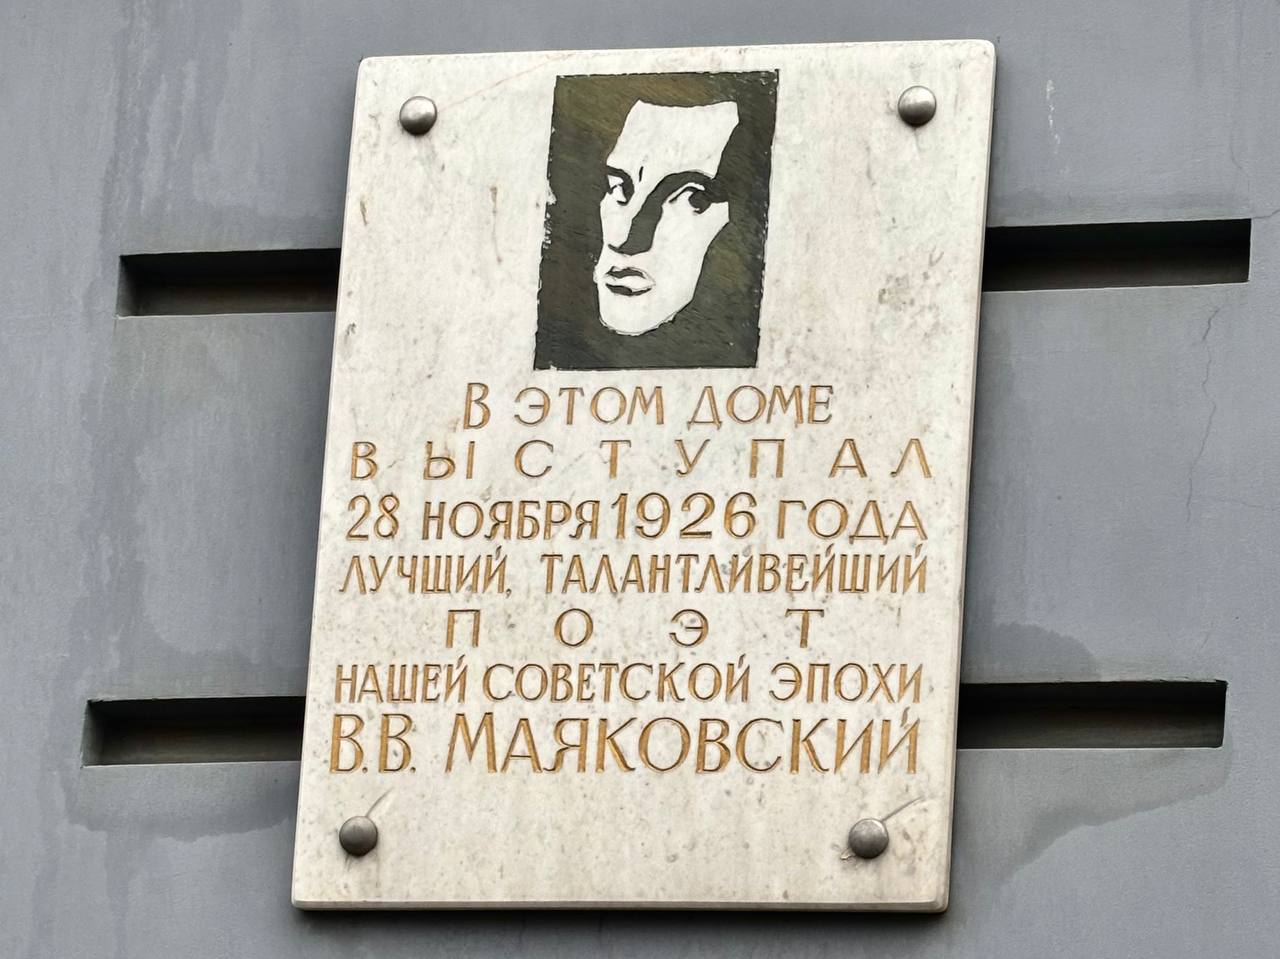 В ЭТОМ ДОМЕ
ВЫСТУПАЛ
28 НОЯБРЯ 1926 ГОДА
ЛУЧШИЙ, ТАЛАНТЛИВЕЙШИЙ
ПОЭТ
НАШЕЙ СОВЕТСКОЙ ЭПОХИ
В.В. МАЯКОВСКИЙ